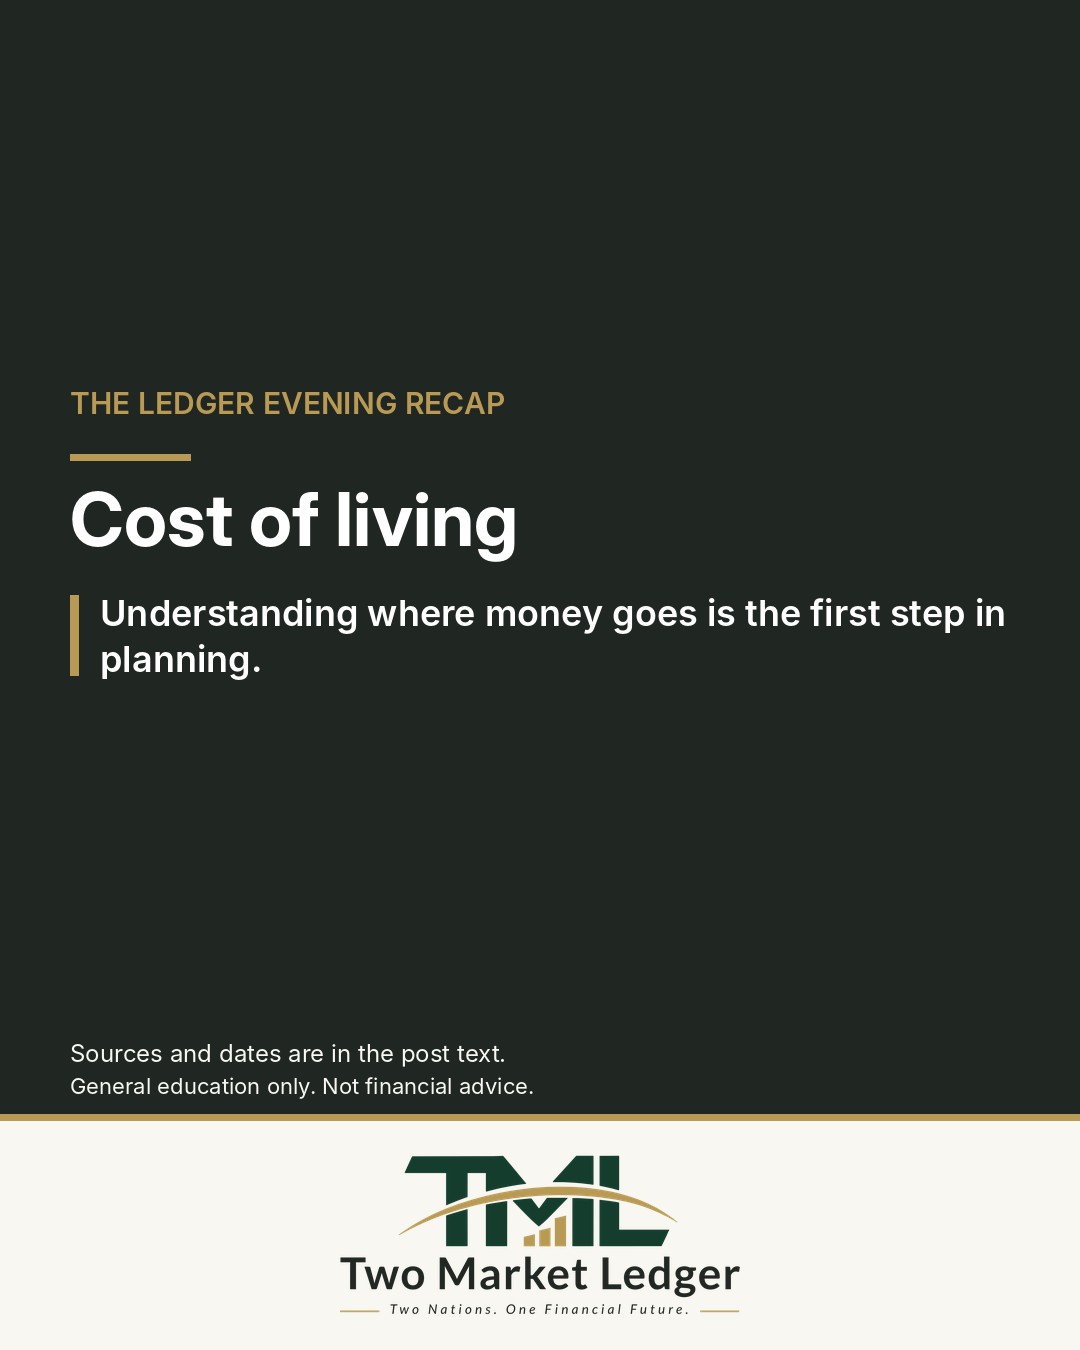 THE LEDGER EVENING RECAP
Cost of living
Understanding where money goes is the first step in
planning.
Sources and dates are in the post text.
General education only. Not financial advice.
TML
Two Market Ledger
Two Nations. One Financial Future.